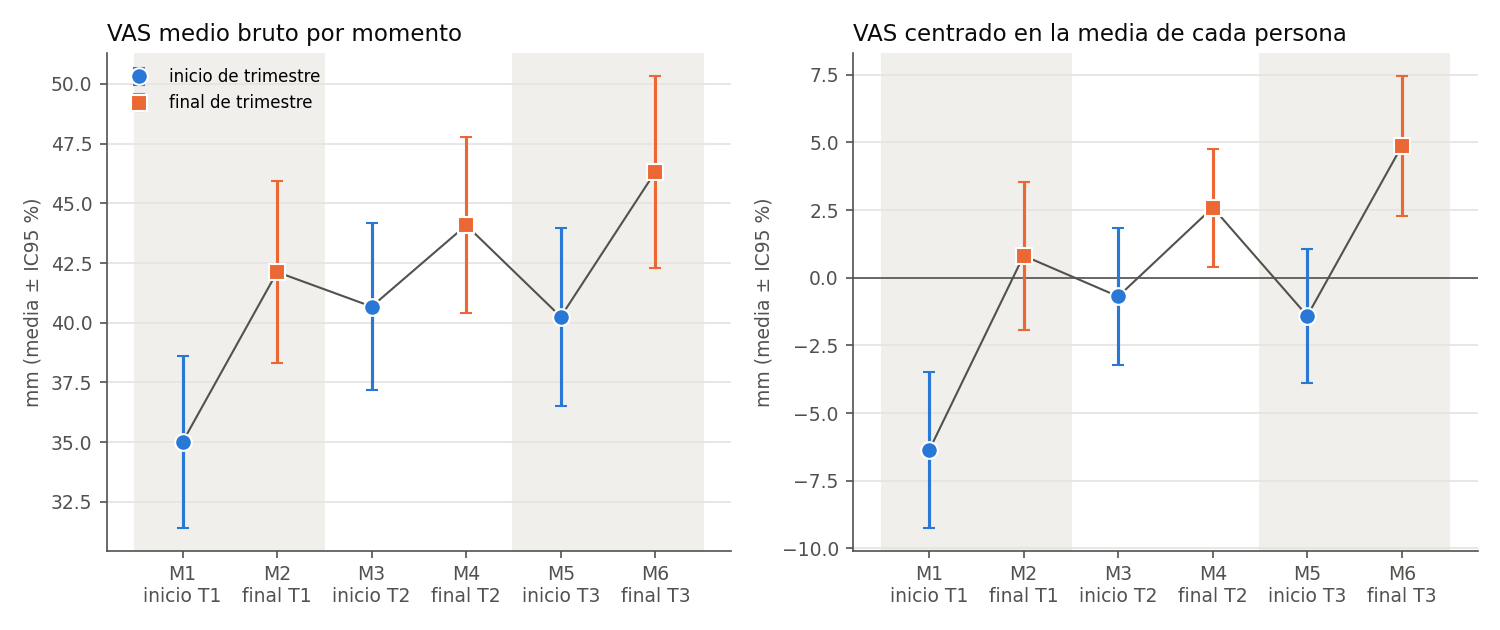 VAS medio bruto por momento
inicio de trimestre
final de trimestre
50.0
47.5
45.0
42.5
40.0
37.5
35.0
32.5
mm (media ± IC95 %)
M1
inicio T1
M2
final T1
M3
inicio T2
M4
final T2
M5
inicio T3
M6
final T3
VAS centrado en la media de cada persona
7.5
5.0
2.5
0.0
−2.5
−5.0
−7.5
−10.0
mm (media ± IC95 %)
M1
inicio T1
M2
final T1
M3
inicio T2
M4
final T2
M5
inicio T3
M6
final T3